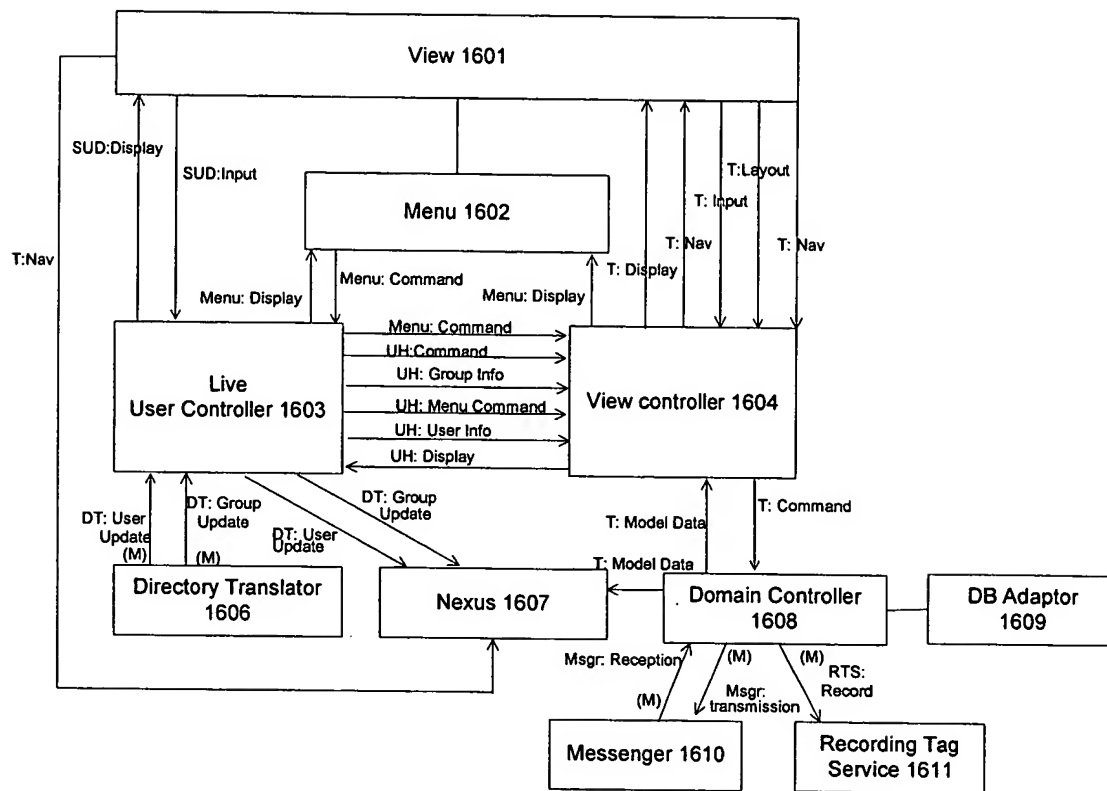 View 1601
SUD:Display
SUD:Input
T:Layout
T: Input
T: Nav
T: Nav
T: Display
T:Nav
Menu 1602
Menu: Display
Menu: Command
Menu: Display
Menu: Command
UH:Command
UH: Group Info
UH: Menu Command
UH: User Info
UH: Display
Live
User Controller 1603
View controller 1604
DT: User
Update
(M)
DT: Group
Update
(M)
DT: User
Update
DT: Group
Update
T: Model Data
T: Command
T: Model Data
Directory Translator
1606
Nexus 1607
Domain Controller
1608
DB Adaptor
1609
Msgr: Reception
(M)
(M)
Msgr:
transmission
(M)
RTS:
Record
Messenger 1610
Recording Tag
Service 1611